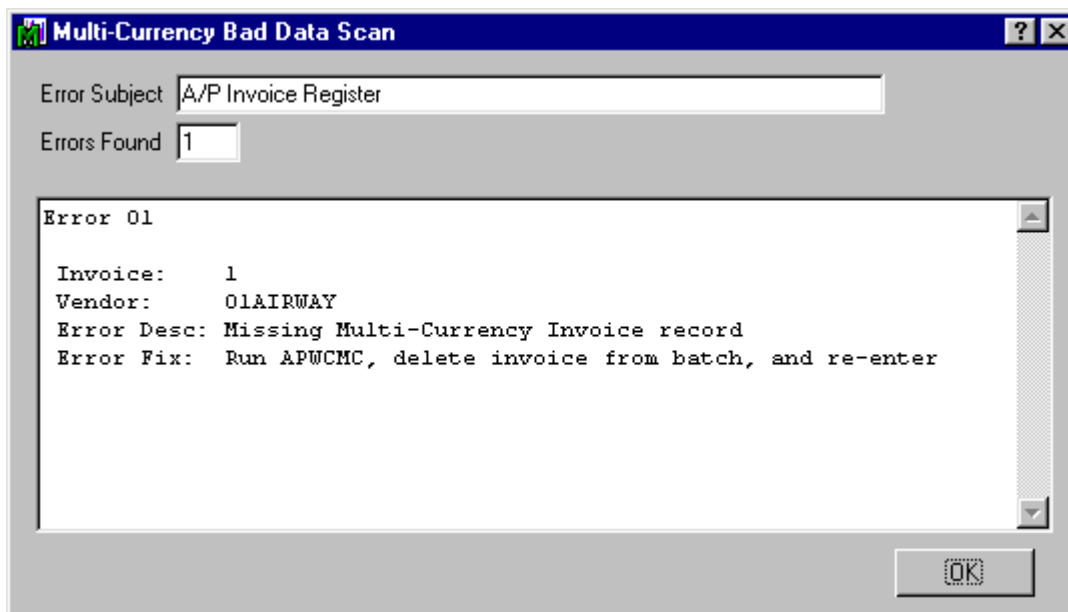 Multi-Currency Bad Data Scan
Error Subject A/P Invoice Register
Errors Found 1
Error 01
Invoice: 1
Vendor: 01AIRWAY
Error Desc: Missing Multi-Currency Invoice record
Error Fix: Run APWCMC, delete invoice from batch, and re-enter
OK